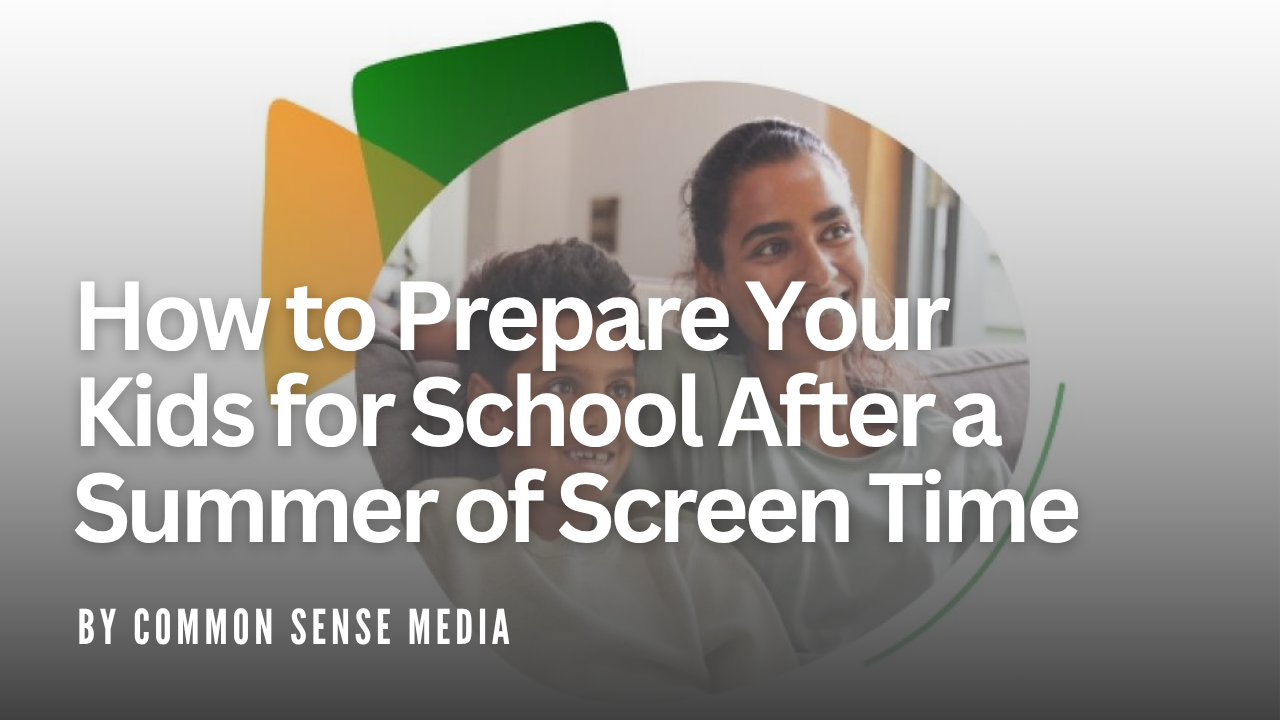 How to Prepare Your
Kids for School After a
Summer of Screen Time
BY COMMON SENSE MEDIA